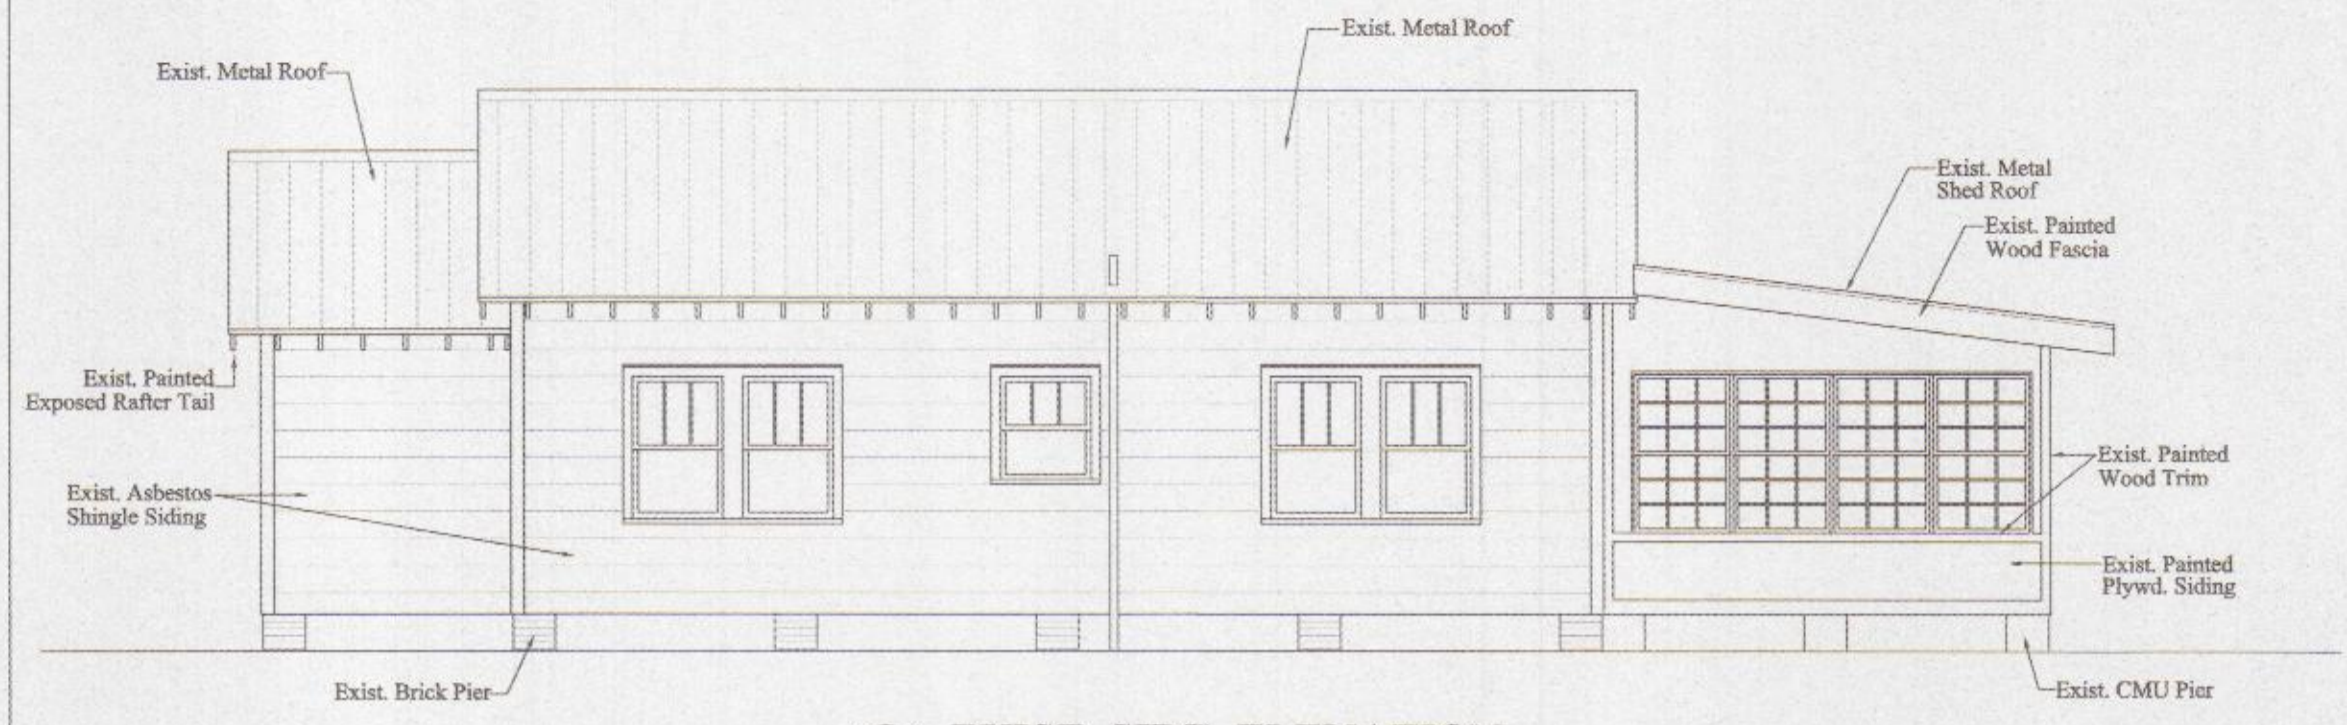 Exist. Metal Roof
Exist. Metal Roof
Exist. Metal
Shed Roof
Exist. Painted
Wood Fascia
Exist. Painted
Exposed Rafter Tail
Exist. Painted
Wood Trim
Exist. Asbestos
Shingle Siding
Exist. Painted
Plywd. Siding
Exist. Brick Pier
Exist. CMU Pier